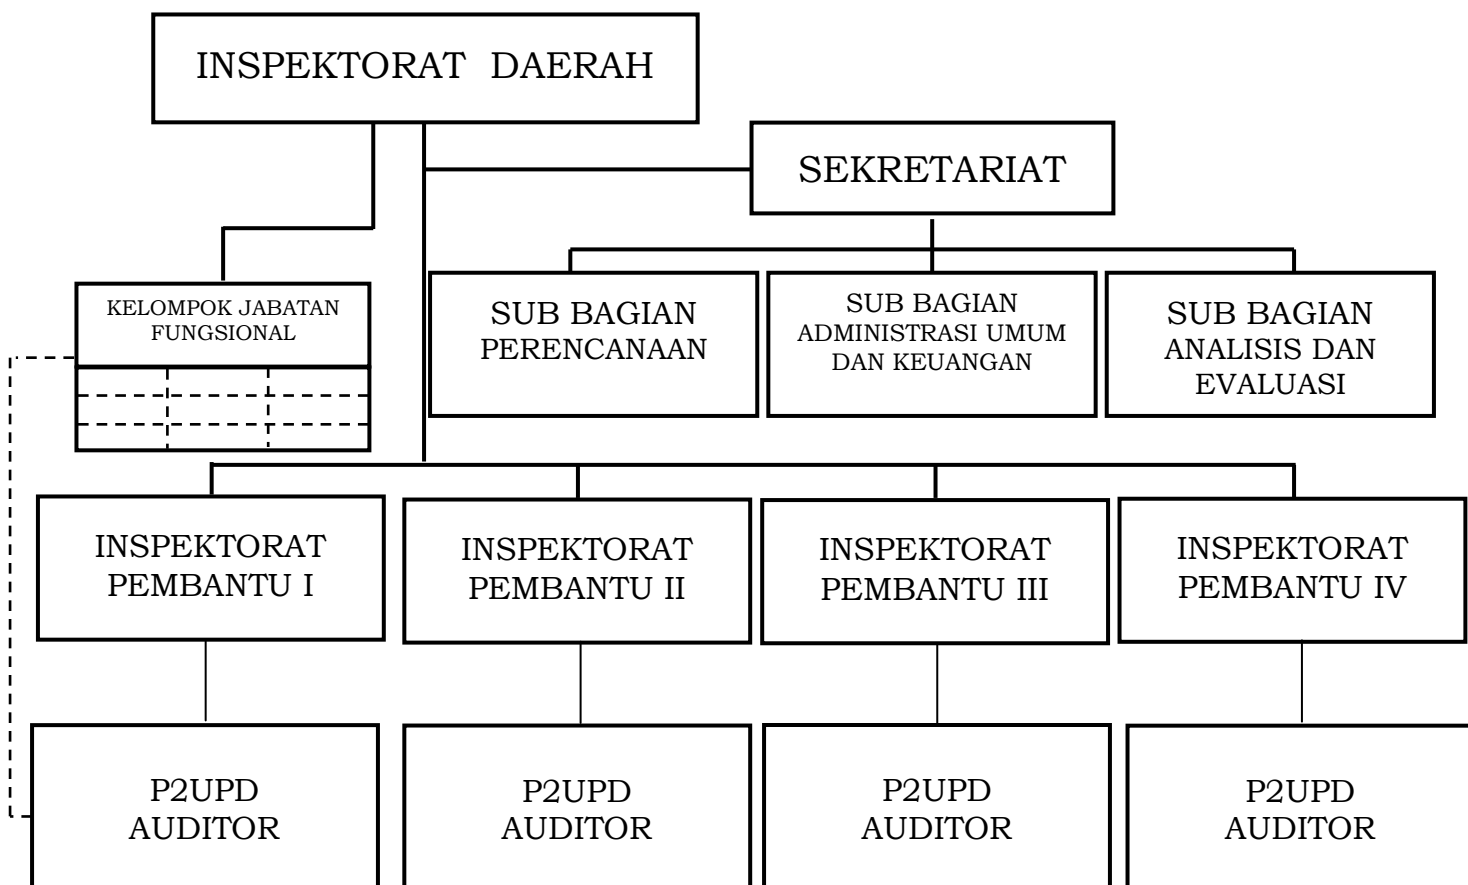 INSPEKTORAT DAERAH
SEKRETARIAT
KELOMPOK JABATAN
FUNGSIONAL
SUB BAGIAN
PERENCANAAN
SUB BAGIAN
ADMINISTRASI UMUM
DAN KEUANGAN
SUB BAGIAN
ANALISIS DAN
EVALUASI
INSPEKTORAT
PEMBANTU I
INSPEKTORAT
PEMBANTU II
INSPEKTORAT
PEMBANTU III
INSPEKTORAT
PEMBANTU IV
P2UPD
AUDITOR
P2UPD
AUDITOR
P2UPD
AUDITOR
P2UPD
AUDITOR